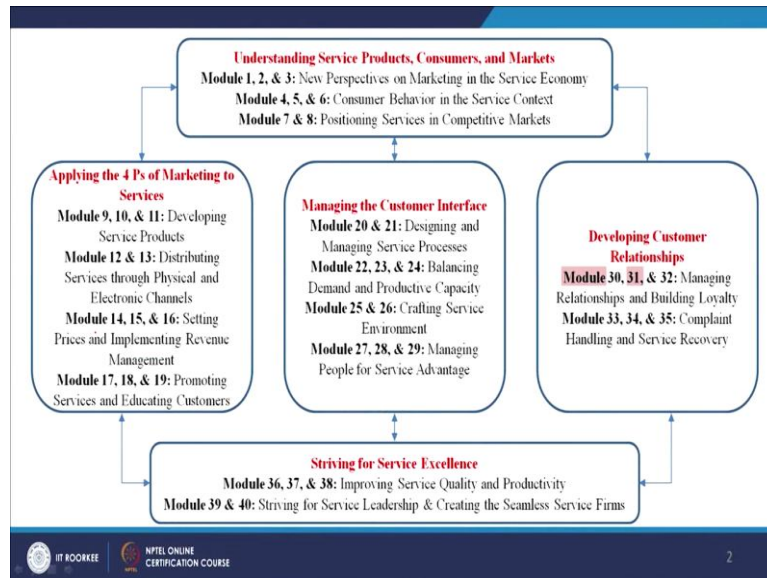 Understanding Service Products, Consumers, and Markets
Module 1, 2, & 3: New Perspectives on Marketing in the Service Economy
Module 4, 5, & 6: Consumer Behavior in the Service Context
Module 7 & 8: Positioning Services in Competitive Markets
Applying the 4 Ps of Marketing to
Services
Module 9, 10, & 11: Developing
Service Products
Module 12 & 13: Distributing
Services through Physical and
Electronic Channels
Module 14, 15, & 16: Setting
Prices and Implementing Revenue
Management
Module 17, 18, & 19: Promoting
Services and Educating Customers
Managing the Customer Interface
Module 20 & 21: Designing and
Managing Service Processes
Module 22, 23, & 24: Balancing
Demand and Productive Capacity
Module 25 & 26: Crafting Service
Environment
Module 27, 28, & 29: Managing
People for Service Advantage
Developing Customer
Relationships
Module 30, 31, & 32: Managing
Relationships and Building Loyalty
Module 33, 34, & 35: Complaint
Handling and Service Recovery
Striving for Service Excellence
Module 36, 37, & 38: Improving Service Quality and Productivity
Module 39 & 40: Striving for Service Leadership & Creating the Seamless Service Firms
IIT ROORKEE
NPTEL ONLINE
CERTIFICATION COURSE
2